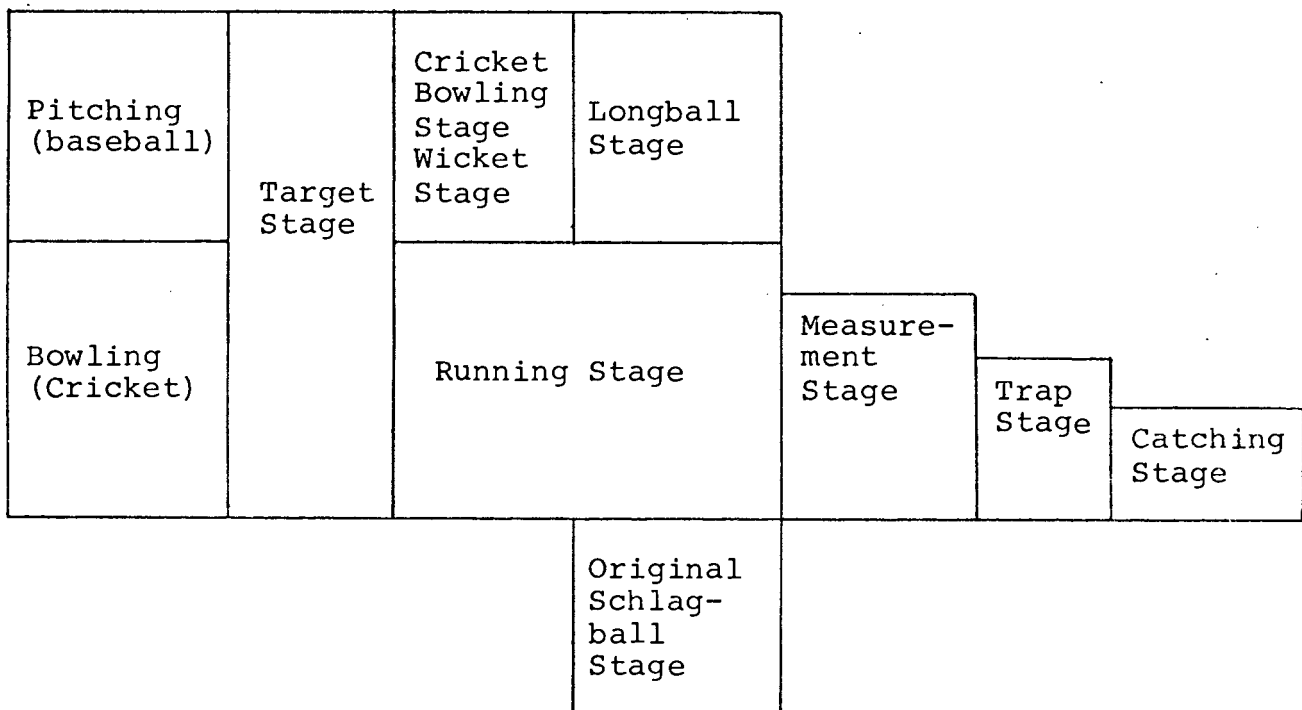 Pitching
(baseball)
Target
Stage
Cricket
Bowling
Stage
Wicket
Stage
Longball
Stage
Bowling
(Cricket)
Running Stage
Measure-
ment
Stage
Trap
Stage
Catching
Stage
Original
Schlag-
ball
Stage